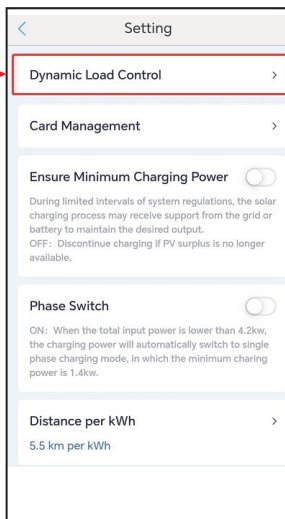 Setting
Dynamic Load Control
Card Management
Ensure Minimum Charging Power
During limited intervals of system regulations, the solar
charging process may receive support from the grid or
battery to maintain the desired output.
OFF: Discontinue charging if PV surplus is no longer
available.
Phase Switch
ON: When the total input power is lower than 4.2kw,
the charging power will automatically switch to single
phase charging mode, in which the minimum charing
power is 1.4kw.
Distance per kWh
5.5 km per kWh